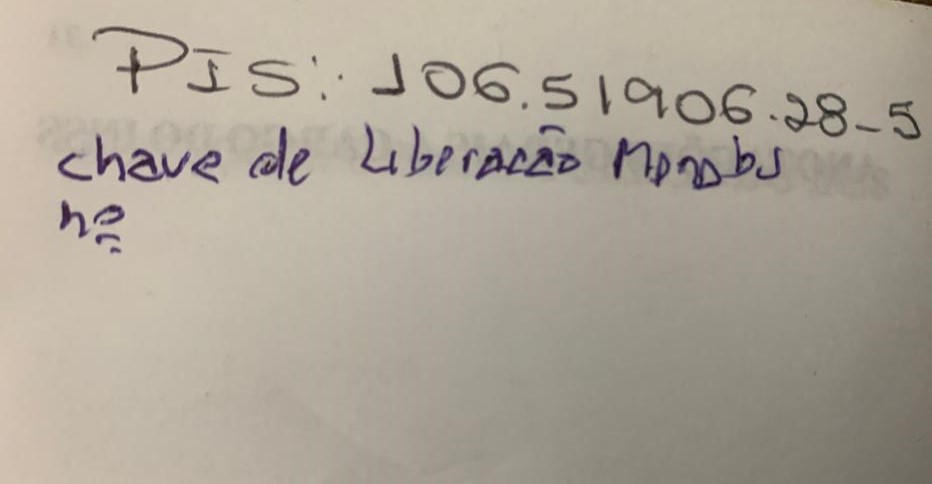 PIS: 106.51906.28-5
chave de Liberação
nº